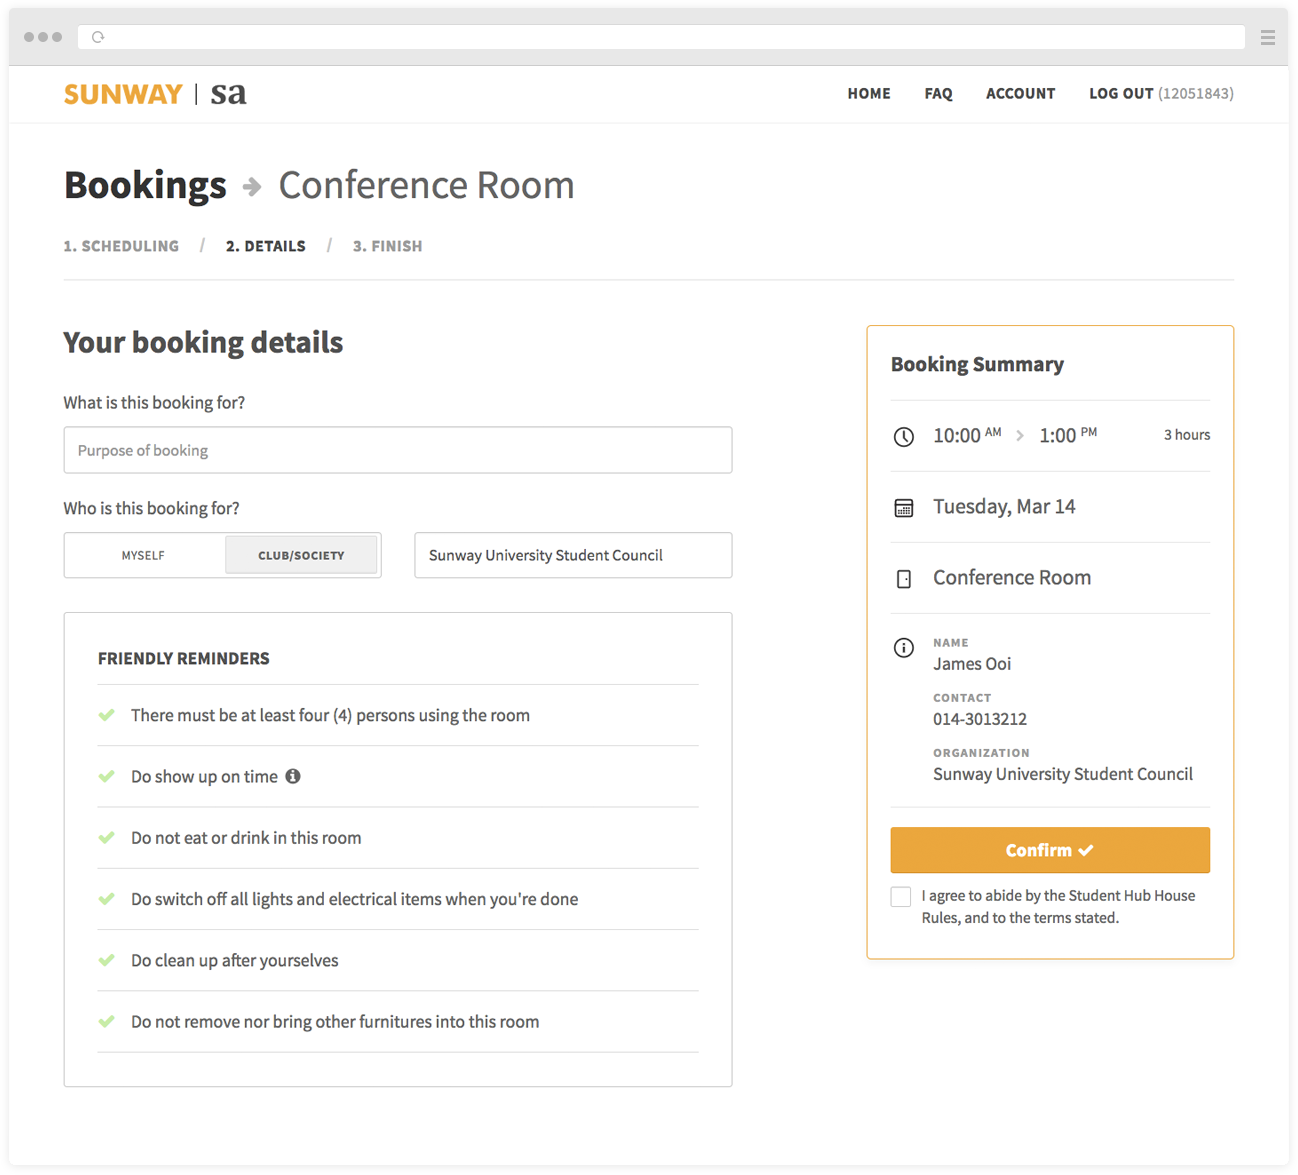 SUNWAY | sa
HOME
FAQ
ACCOUNT
LOG OUT (12051843)
Bookings
Conference Room
1. SCHEDULING / 2. DETAILS / 3. FINISH
Your booking details
What is this booking for?
Purpose of booking
Who is this booking for?
MYSELF
CLUB/SOCIETY
Sunway University Student Council
FRIENDLY REMINDERS
There must be at least four (4) persons using the room
Do show up on time
Do not eat or drink in this room
Do switch off all lights and electrical items when you're done
Do clean up after yourselves
Do not remove nor bring other furnitures into this room
Booking Summary
10:00 AM > 1:00 PM
3 hours
Tuesday, Mar 14
Conference Room
NAME
James Ooi
CONTACT
014-3013212
ORGANIZATION
Sunway University Student Council
Confirm
I agree to abide by the Student Hub House
Rules, and to the terms stated.